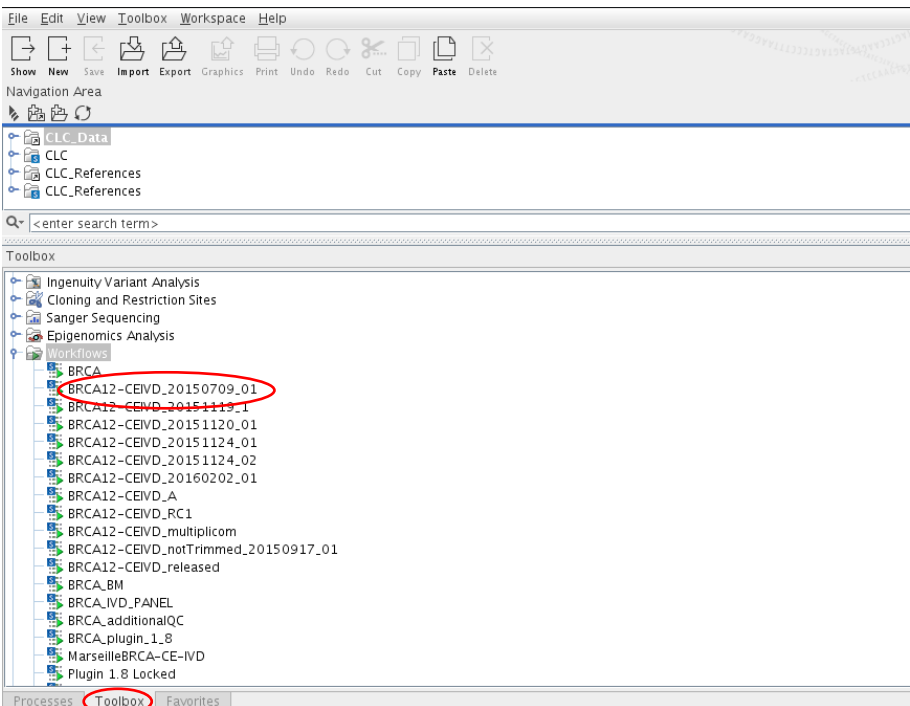 File Edit View Toolbox Workspace Help
Show New Save Import Export Graphics Print Undo Redo Cut Copy Paste Delete
Navigation Area
CLC_Data
CLC
CLC_References
CLC_References
<enter search term>
Toolbox
Ingenuity Variant Analysis
Cloning and Restriction Sites
Sanger Sequencing
Epigenomics Analysis
Workflows
BRCA
BRCA12-CEIVD_20150709_01
BRCA12-CEIVD_20151119_1
BRCA12-CEIVD_20151120_01
BRCA12-CEIVD_20151124_01
BRCA12-CEIVD_20151124_02
BRCA12-CEIVD_20160202_01
BRCA12-CEIVD_A
BRCA12-CEIVD_RC1
BRCA12-CEIVD_multiplicom
BRCA12-CEIVD_notTrimmed_20150917_01
BRCA12-CEIVD_released
BRCA_BM
BRCA_IVD_PANEL
BRCA_additionalQC
BRCA_plugin_1_8
MarseilleBRCA-CE-IVD
Plugin 1.8 Locked
Processes Toolbox Favorites